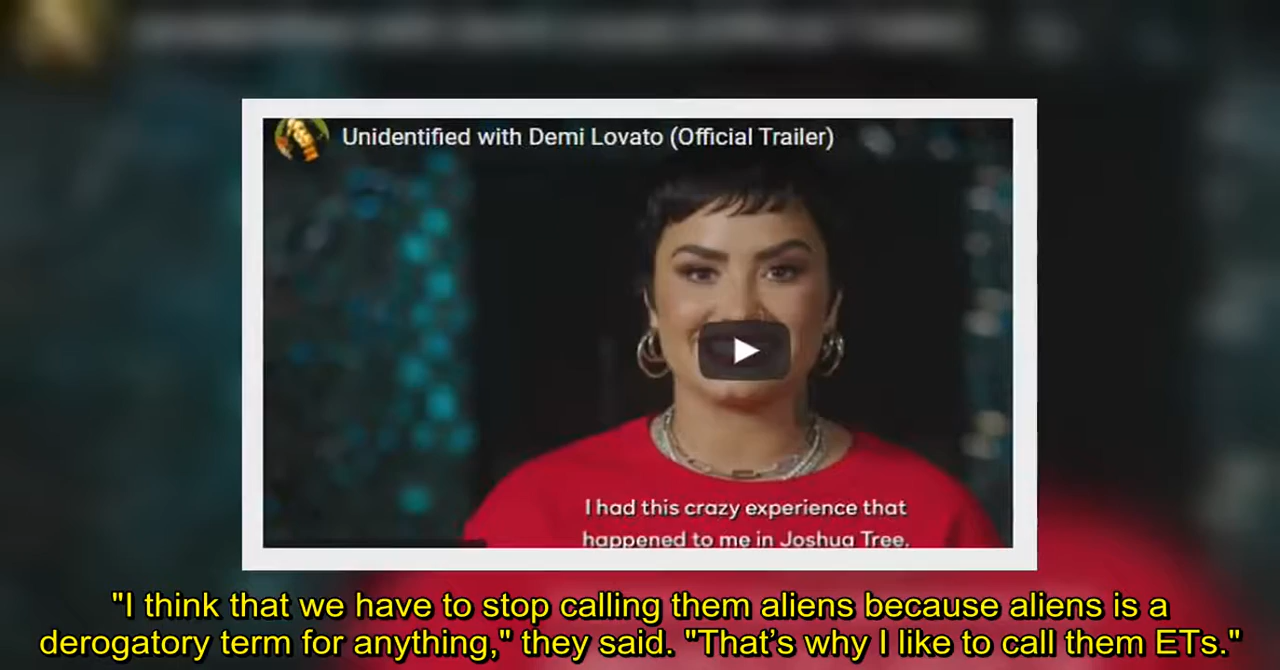 Unidentified with Demi Lovato (Official Trailer)
I had this crazy experience that
happened to me in Joshua Tree.
"I think that we have to stop calling them aliens because aliens is a
derogatory term for anything," they said. "That’s why I like to call them ETs."